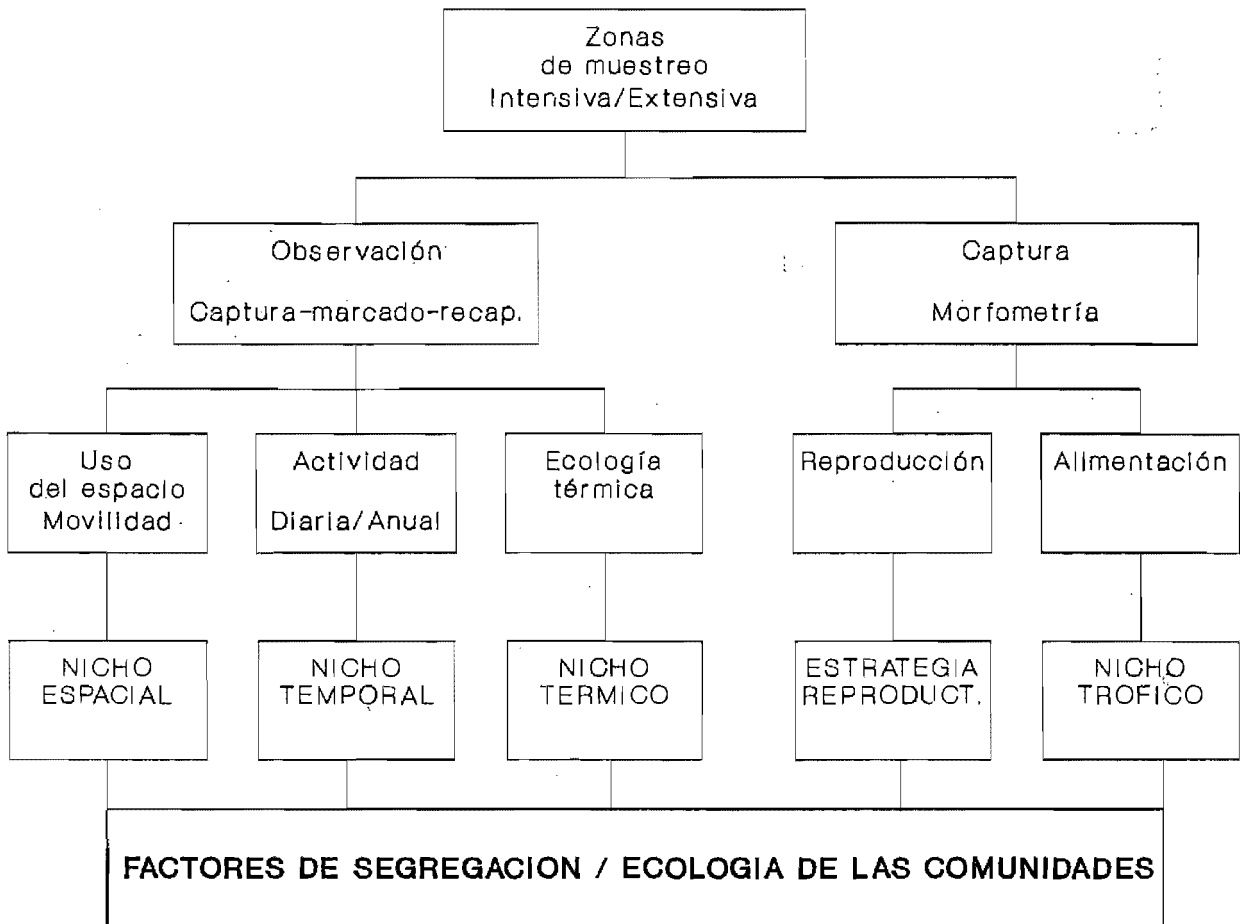 Zonas
de muestreo
Intensiva/Extensiva
Observación
Captura-marcado-recap.
Captura
Morfometría
Uso
del espacio
Movilidad
Actividad
Diaria/Anual
Ecología
térmica
Reproducción
Alimentación
NICHO
ESPACIAL
NICHO
TEMPORAL
NICHO
TERMICO
ESTRATEGIA
REPRODUCT.
NICHO
TROFICO
FACTORES DE SEGREGACION / ECOLOGIA DE LAS COMUNIDADES